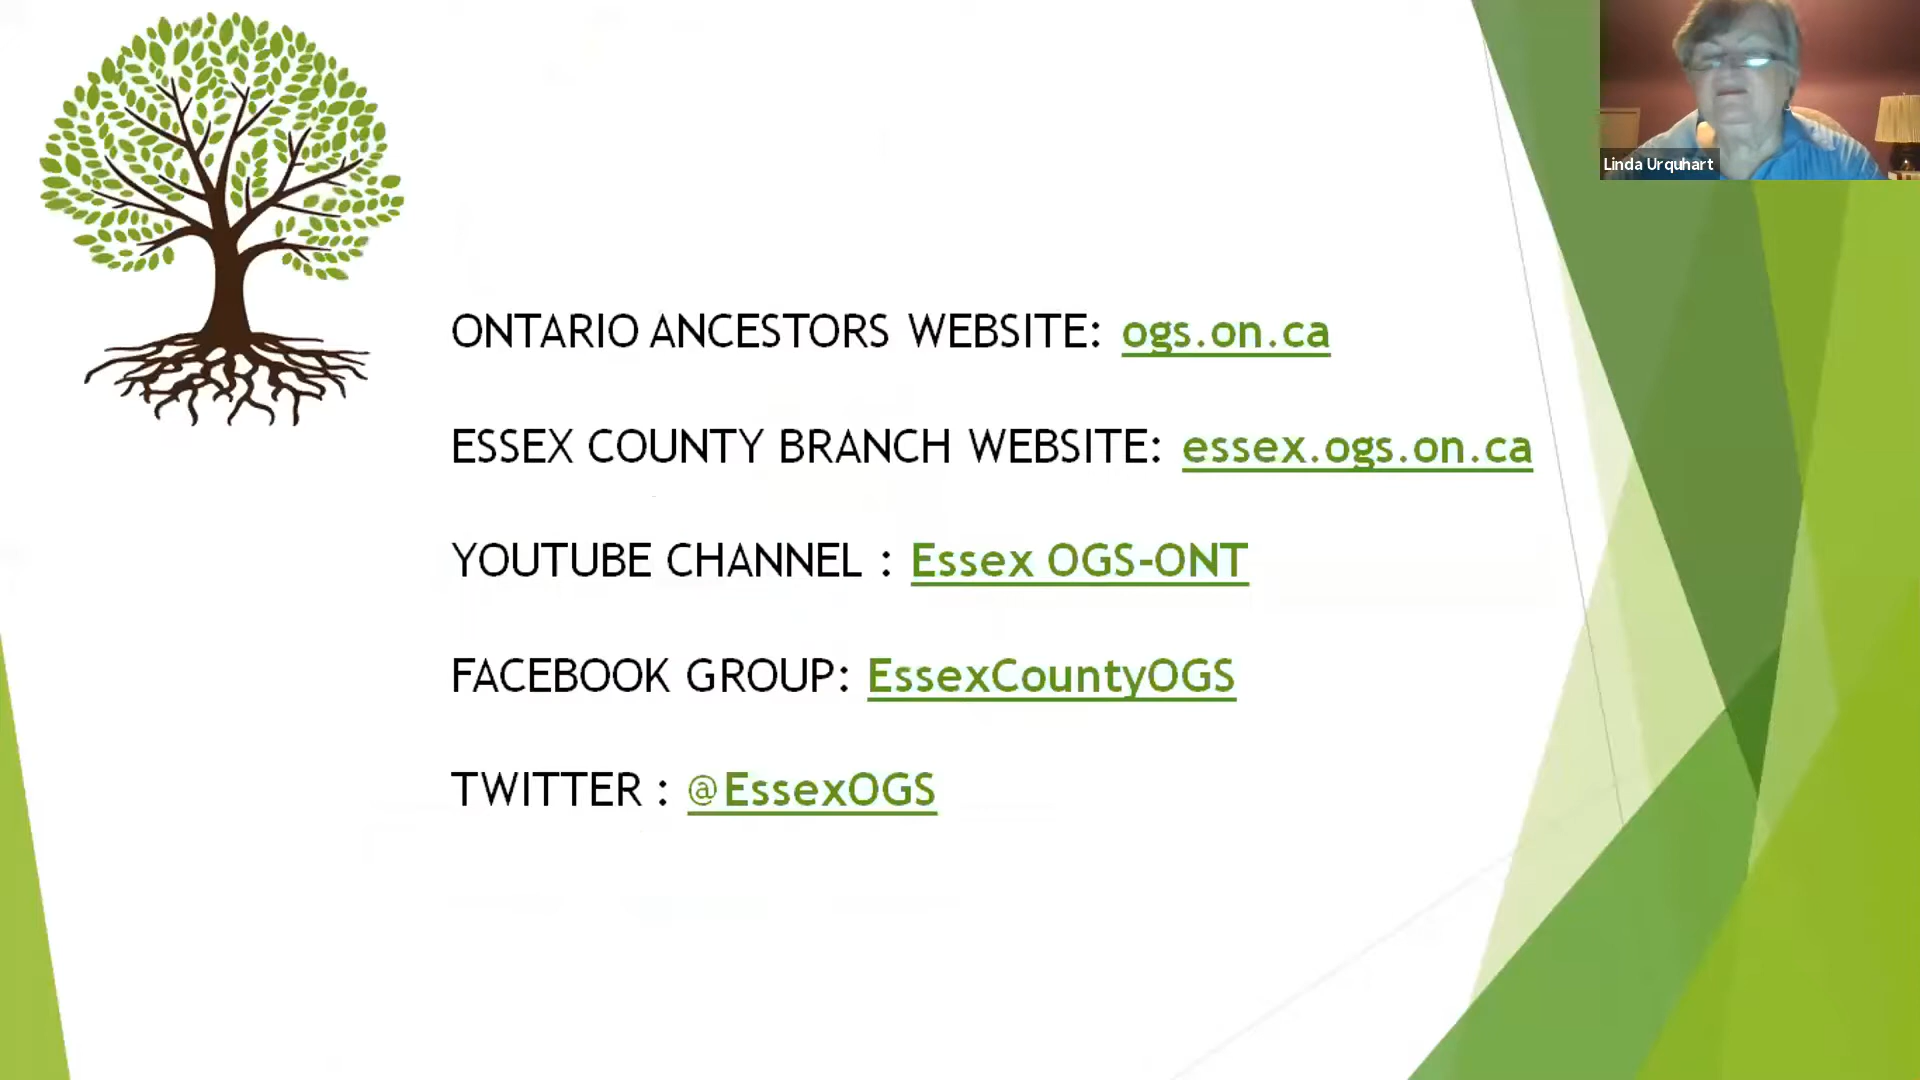 Linda Urquhart
ONTARIO ANCESTORS WEBSITE: ogs.on.ca
ESSEX COUNTY BRANCH WEBSITE: essex.ogs.on.ca
YOUTUBE CHANNEL : Essex OGS-ONT
FACEBOOK GROUP: EssexCountyOGS
TWITTER : @EssexOGS